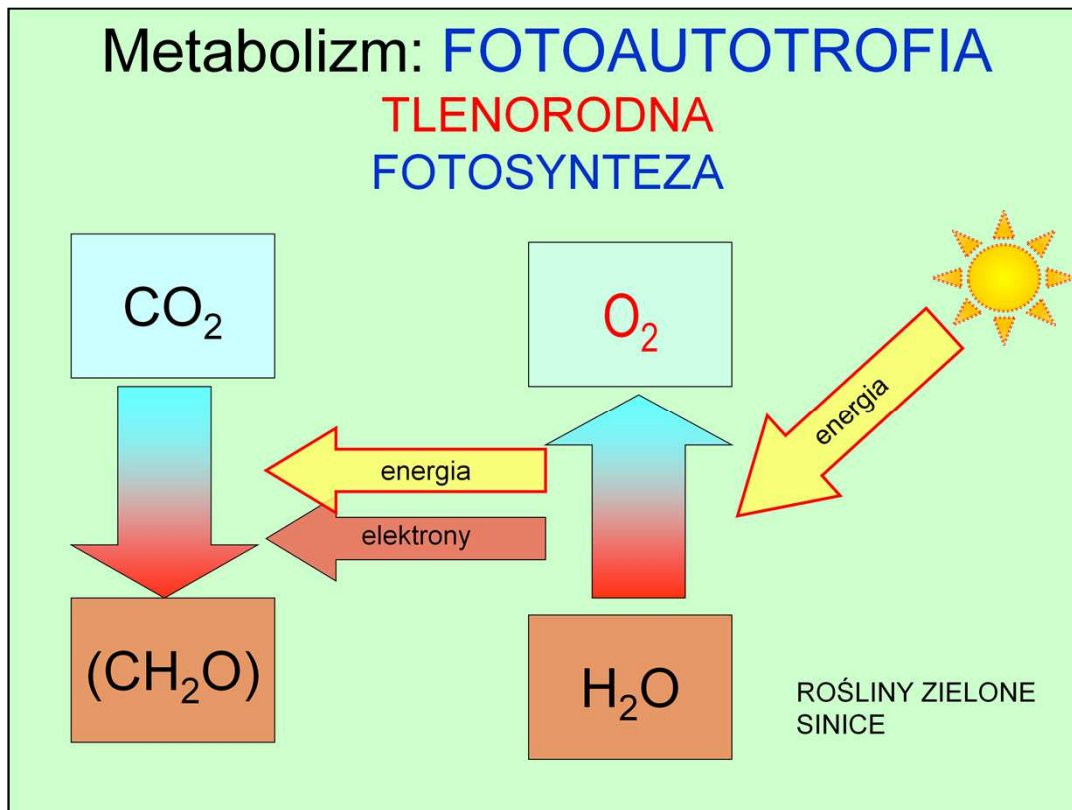 Metabolizm: FOTOAUTOTROFIA
TLENORODNA
FOTOSYNTEZA
CO₂
O₂
energia
energia
elektrony
(CH₂O)
H₂O
ROŚLINY ZIELONE
SINICE